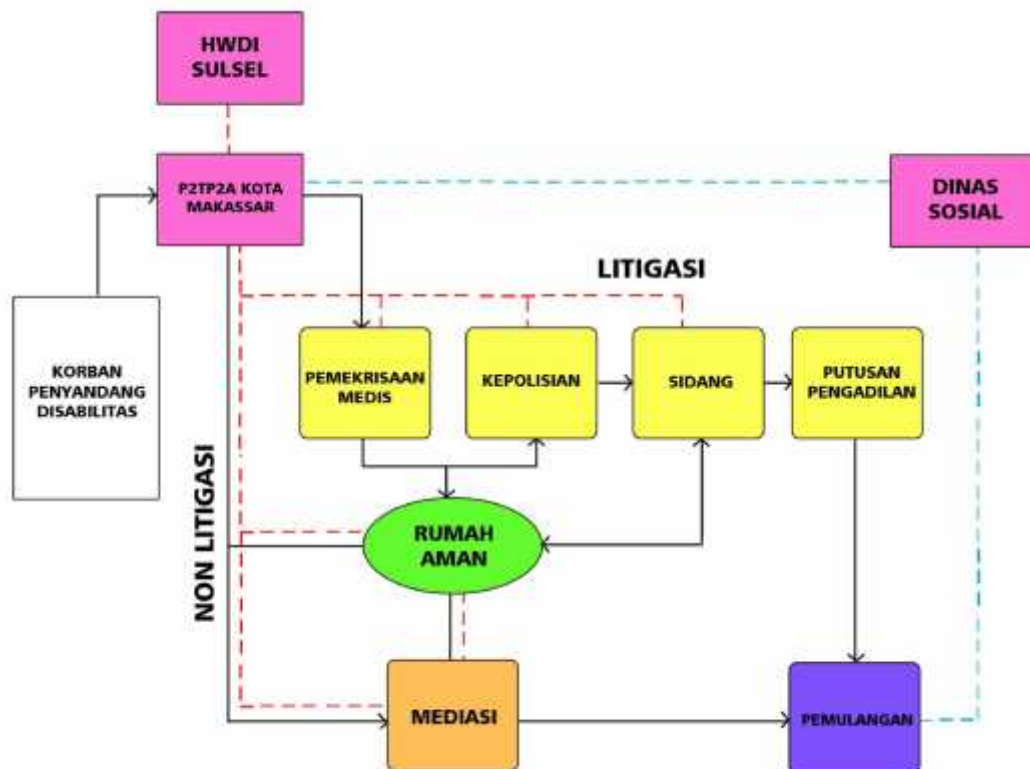 HWDI
SULSEL
P2TP2A KOTA
MAKASSAR
DINAS
SOSIAL
LITIGASI
KORBAN
PENYANDANG
DISABILITAS
PEMEKRISAAN
MEDIS
KEPOLISIAN
SIDANG
PUTUSAN
PENGADILAN
NON LITIGASI
RUMAH
AMAN
MEDIASI
PEMULANGAN